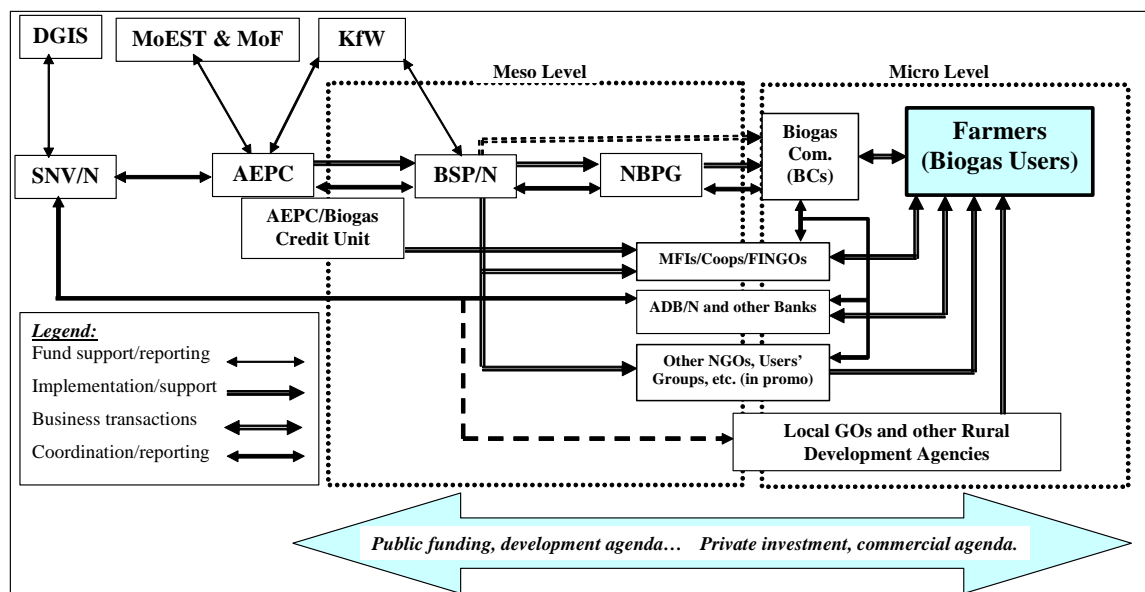 DGIS
MoEST & MoF
KfW
Meso Level
Micro Level
SNV/N
AEPC
BSP/N
NBPG
Biogas
Com.
(BCs)
Farmers
(Biogas Users)
AEPC/Biogas
Credit Unit
MFIs/Coops/FINGOs
ADB/N and other Banks
Other NGOs, Users'
Groups, etc. (in promo)
Local GOs and other Rural
Development Agencies
Legend:
Fund support/reporting
Implementation/support
Business transactions
Coordination/reporting
Public funding, development agenda… Private investment, commercial agenda.